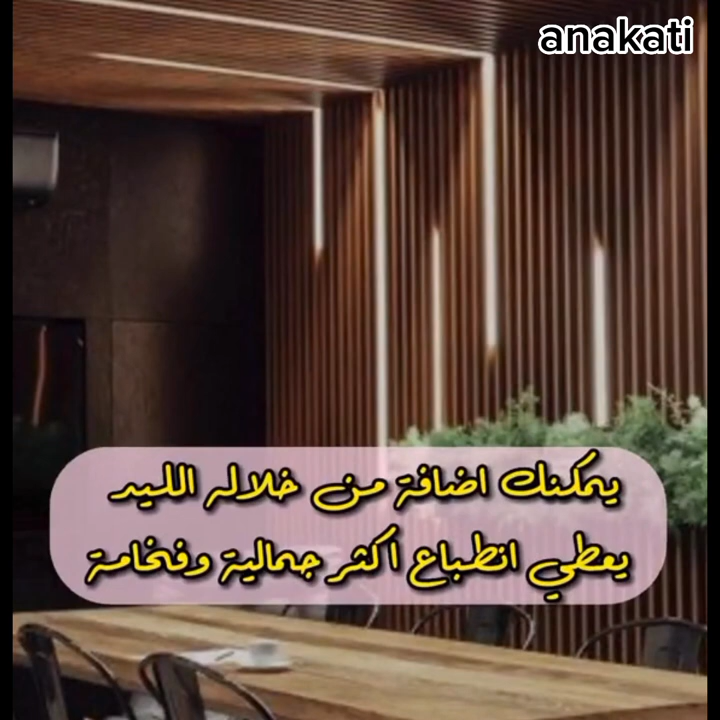 anakati
يمكنك اضافة من خلاله الليد
يعطي انطباع اكثر جمالية وفخامة